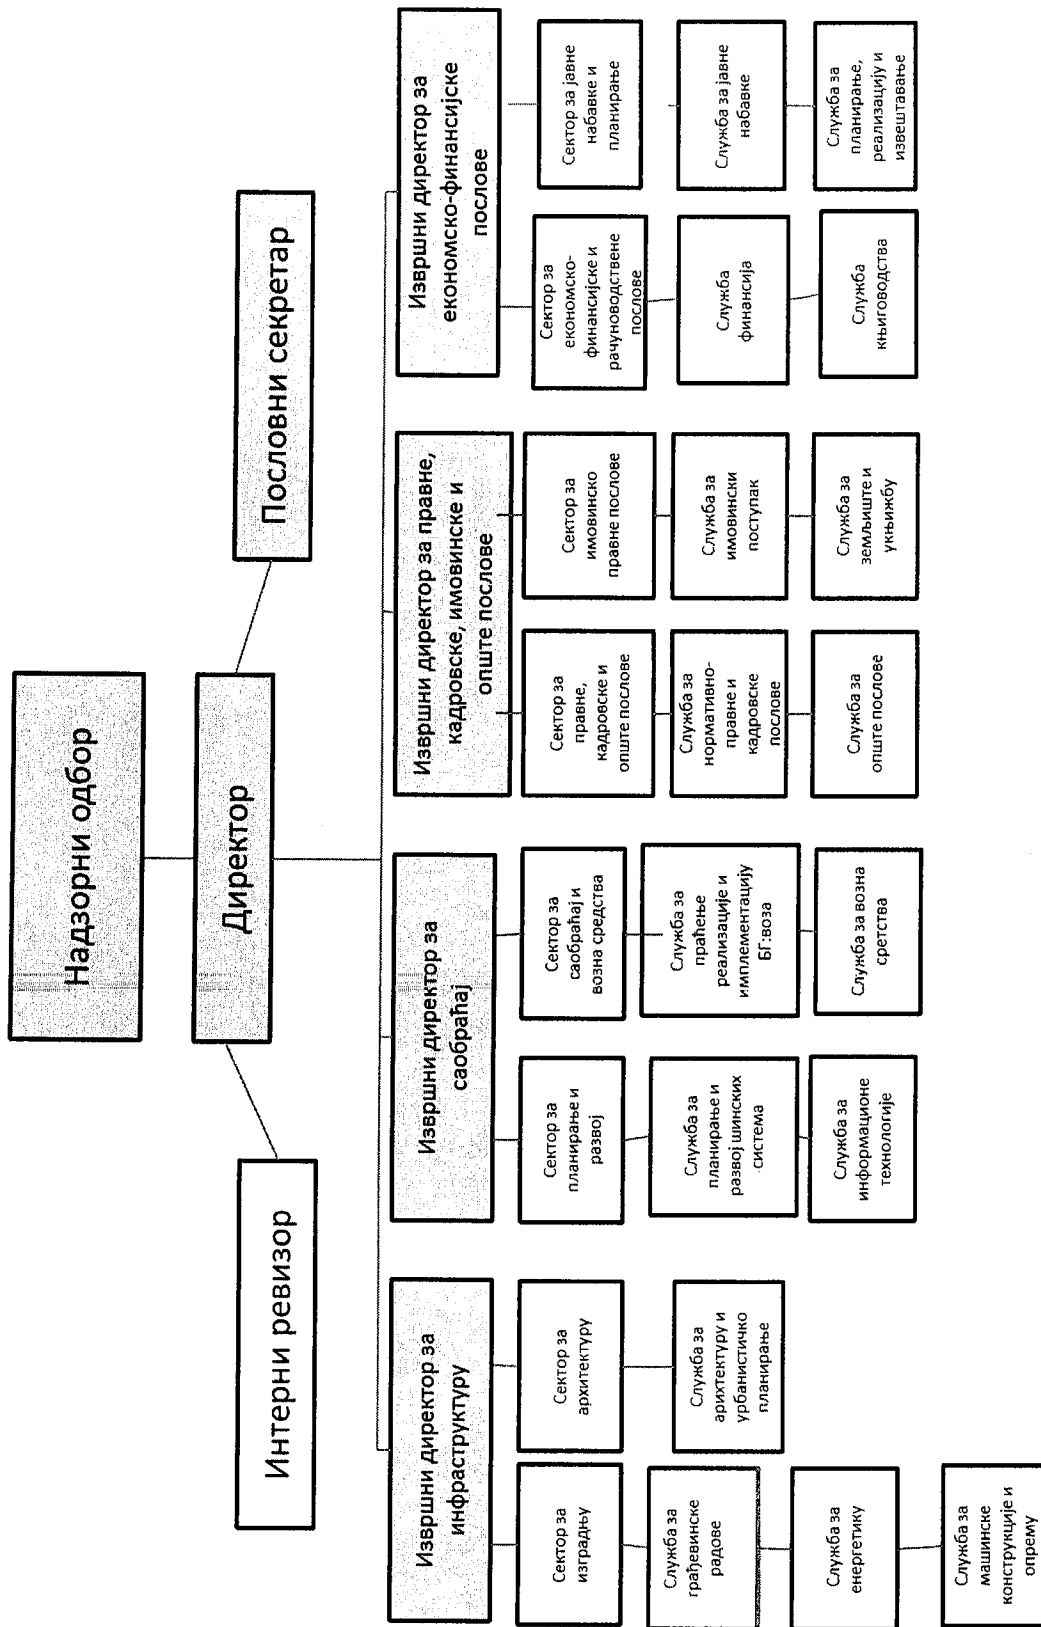 Надзорни одбор
Директор
Интерни ревизор
Пословни секретар
Извршни директор за
инфраструктуру
Сектор за
изградњу
Служба за
грађевинске
радове
Служба за
енергетику
Служба за
машинске
конструкције и
опрему
Сектор за
архитектуру
Служба за
арихтектуру и
урбанистичко
планирање
Извршни директор за
саобраћај
Сектор за
планирање и
развој
Служба за
планирање и
развој шинских
система
Служба за
информационе
технологије
Сектор за
саобраћај и
возна средства
Служба за
праћење
реализације и
имплементацију
БГ:воза
Служба за возна
сретства
Извршни директор за правне,
кадровске, имовинске и
опште послове
Сектор за
правне,
кадровске и
опште послове
Служба за
нормативно-
правне и
кадровске
послове
Служба за
опште послове
Сектор за
имовинско
правне послове
Служба за
имовински
поступак
Служба за
земљиште и
укњижбу
Извршни директор за
економско-финансијске
послове
Сектор за
економско-
финансијске и
рачуноводствене
послове
Служба
финансија
Служба
књиговодства
Сектор за јавне
набавке и
планирање
Служба за јавне
набавке
Служба за
планирање,
реализацију и
извештавање